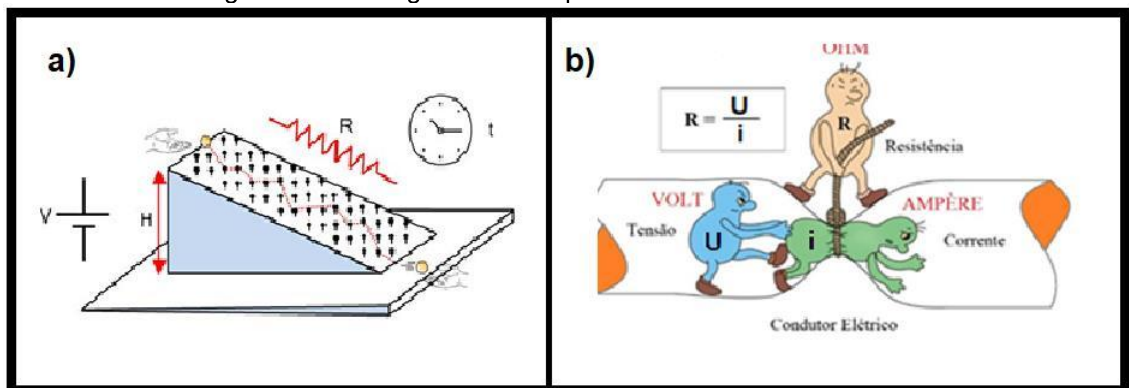 a)
R
t
V
H
b)
OHM
R = U / i
R
Resistência
VOLT
AMPÈRE
Tensão
U
i
Corrente
Condutor Elétrico